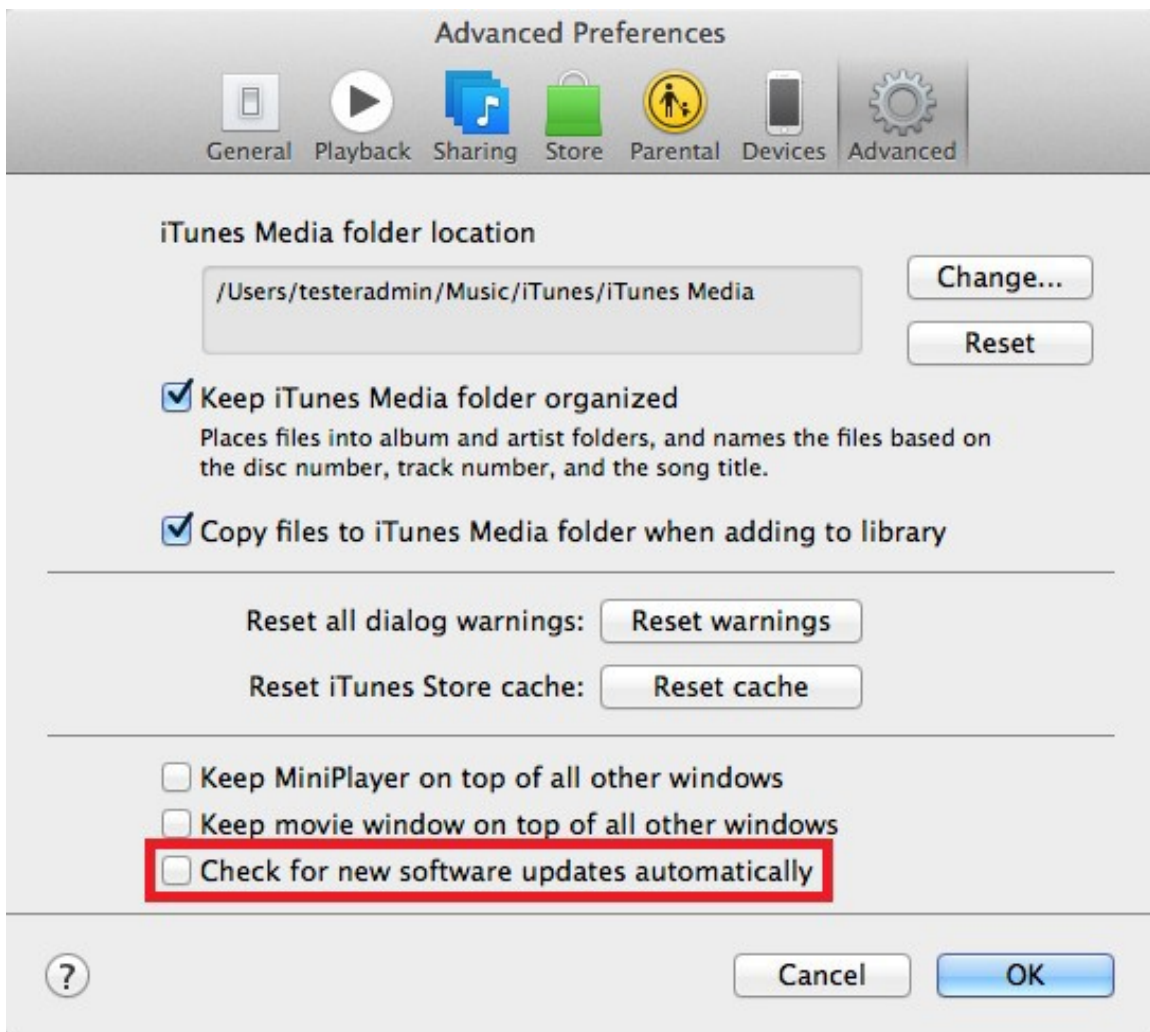 Advanced Preferences
General Playback Sharing Store Parental Devices Advanced
iTunes Media folder location
/Users/testeradmin/Music/iTunes/iTunes Media
Change...
Reset
Keep iTunes Media folder organized
Places files into album and artist folders, and names the files based on
the disc number, track number, and the song title.
Copy files to iTunes Media folder when adding to library
Reset all dialog warnings: Reset warnings
Reset iTunes Store cache: Reset cache
Keep MiniPlayer on top of all other windows
Keep movie window on top of all other windows
Check for new software updates automatically
? Cancel OK